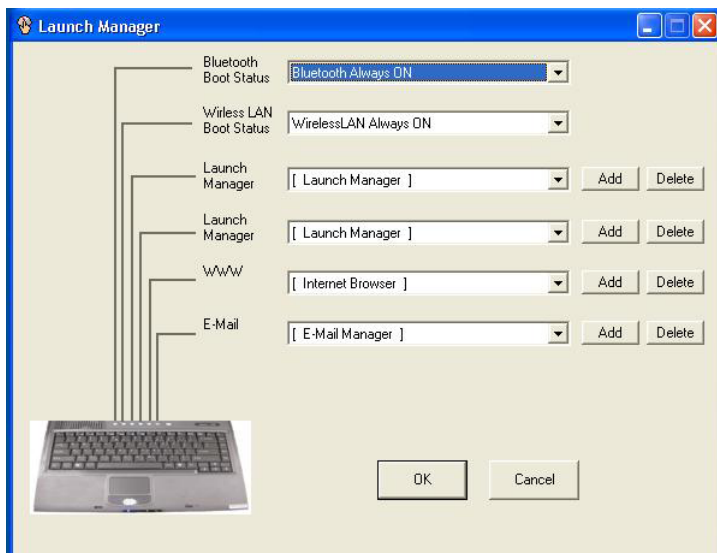 Launch Manager
Bluetooth
Boot Status
Bluetooth Always ON
Wirless LAN
Boot Status
WirelessLAN Always ON
Launch
Manager
[ Launch Manager ]
Add
Delete
Launch
Manager
[ Launch Manager ]
Add
Delete
WWW
[ Internet Browser ]
Add
Delete
E-Mail
[ E-Mail Manager ]
Add
Delete
OK
Cancel